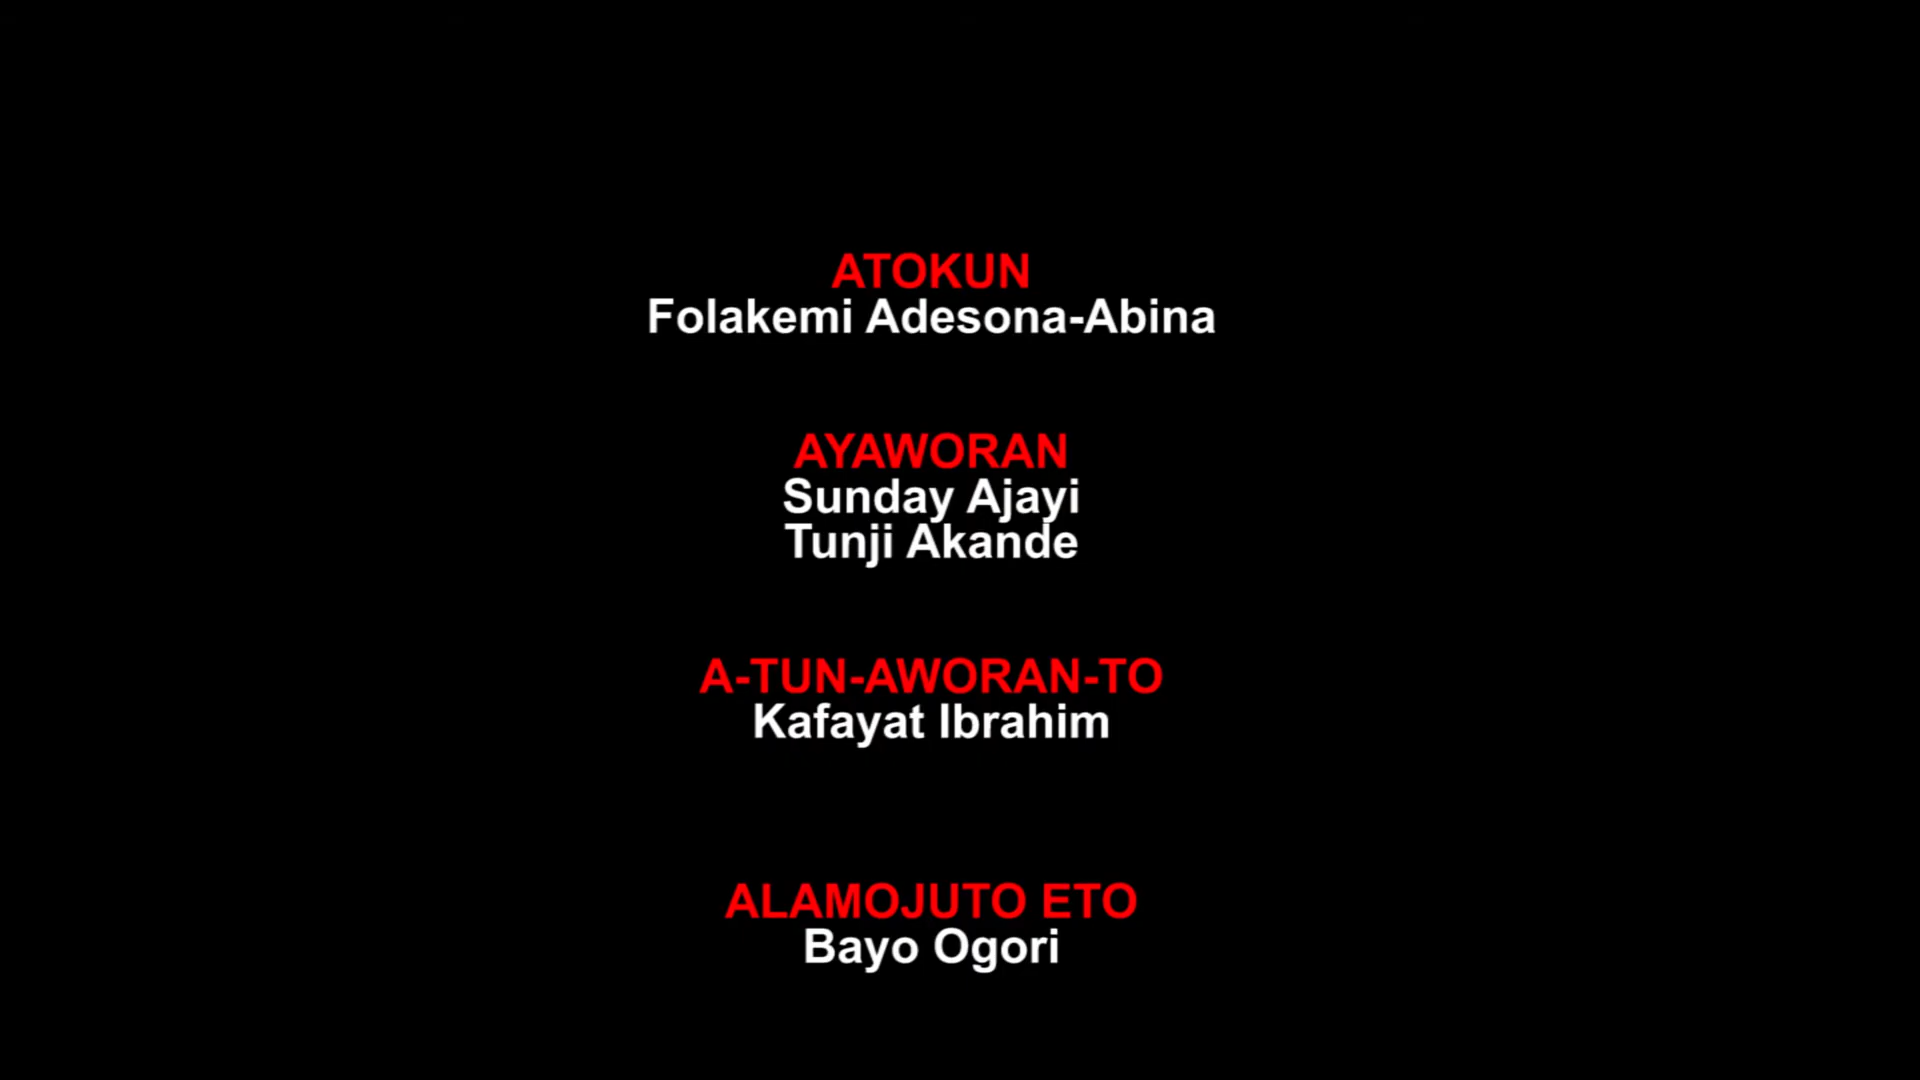 ATOKUN
Folakemi Adesona-Abina
AYAWORAN
Sunday Ajayi
Tunji Akande
A-TUN-AWORAN-TO
Kafayat Ibrahim
ALAMOJUTO ETO
Bayo Ogori